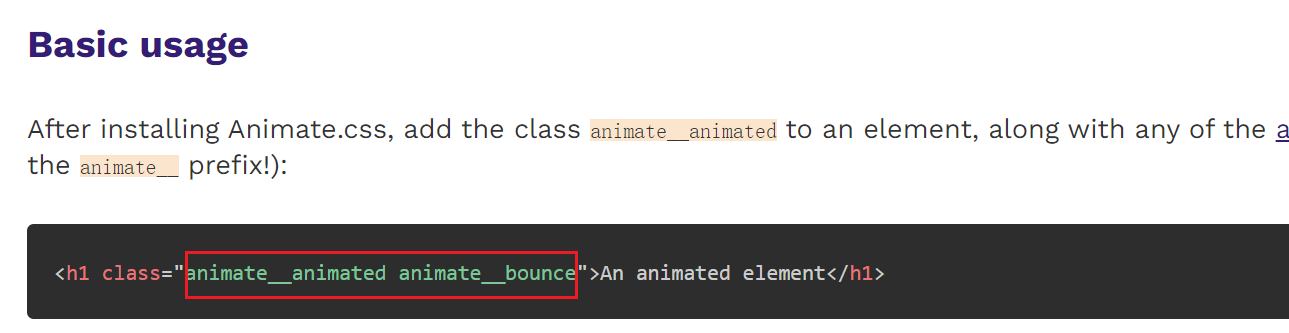 Basic usage
After installing Animate.css, add the class animate__animated to an element, along with any of the a
the animate__ prefix!):
<h1 class="animate__animated animate__bounce">An animated element</h1>